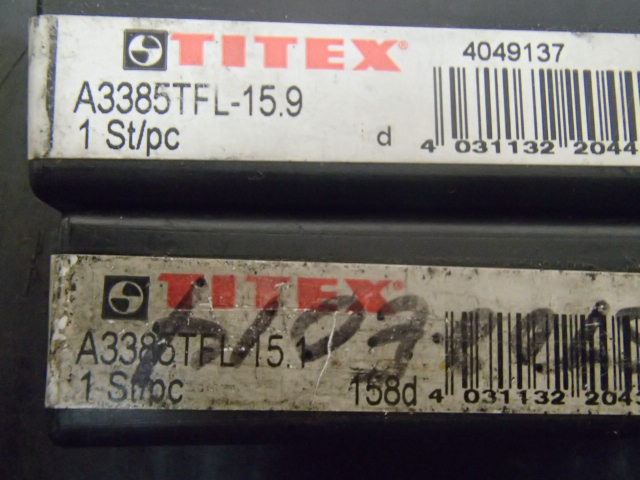 TITEX® 4049137
A3385TFL-15.9
1 St/pc d 4 031132 2044
TITEX
A3385TFL-15.1
1 St/pc 158d 4 031132 204